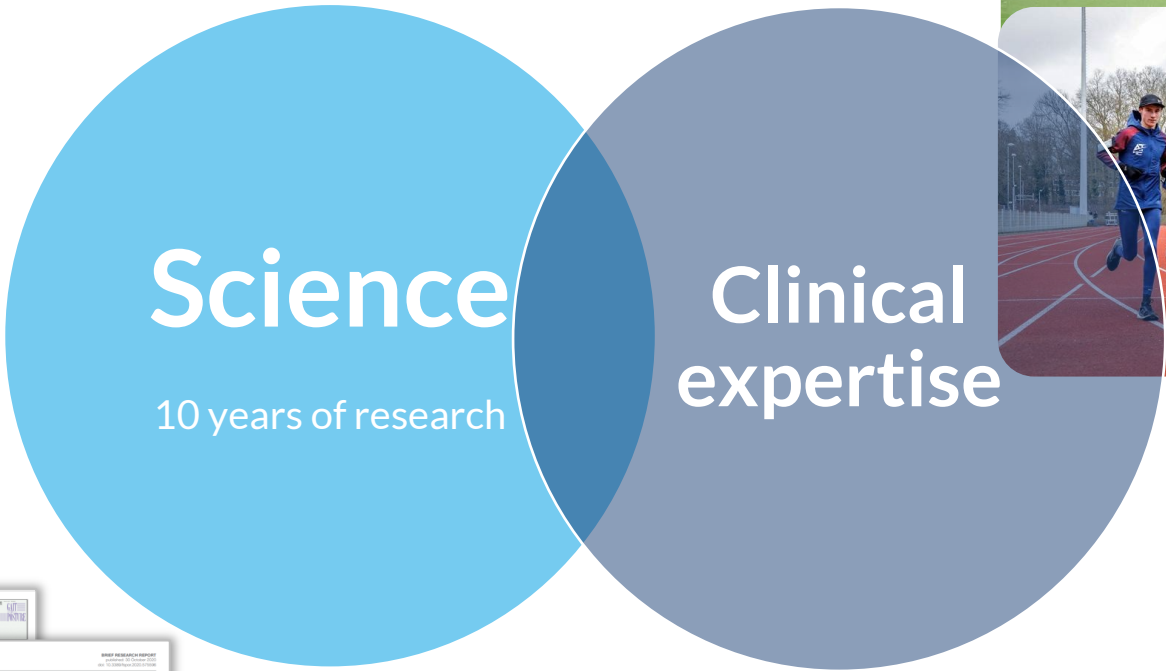 Science
10 years of research
Clinical
expertise
BRIEF RESEARCH REPORT